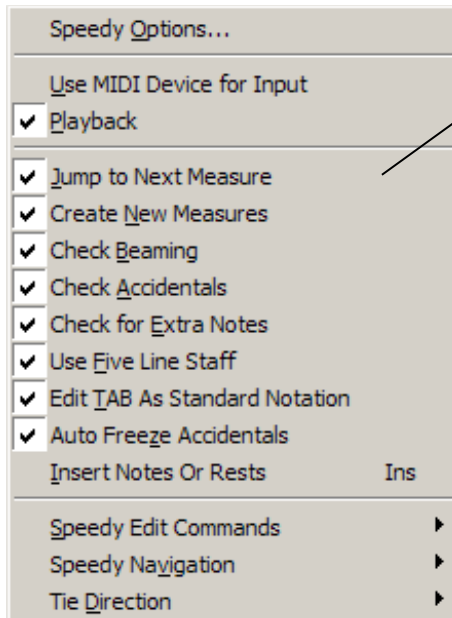 Speedy Options...
Use MIDI Device for Input
Playback
Jump to Next Measure
Create New Measures
Check Beaming
Check Accidentals
Check for Extra Notes
Use Five Line Staff
Edit TAB As Standard Notation
Auto Freeze Accidentals
Insert Notes Or Rests Ins
Speedy Edit Commands
Speedy Navigation
Tie Direction